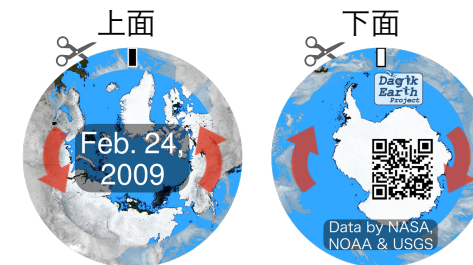 上面
下面
Feb. 24
2009
Dagik
Earth
Project
Data by NASA,
NOAA & USGS